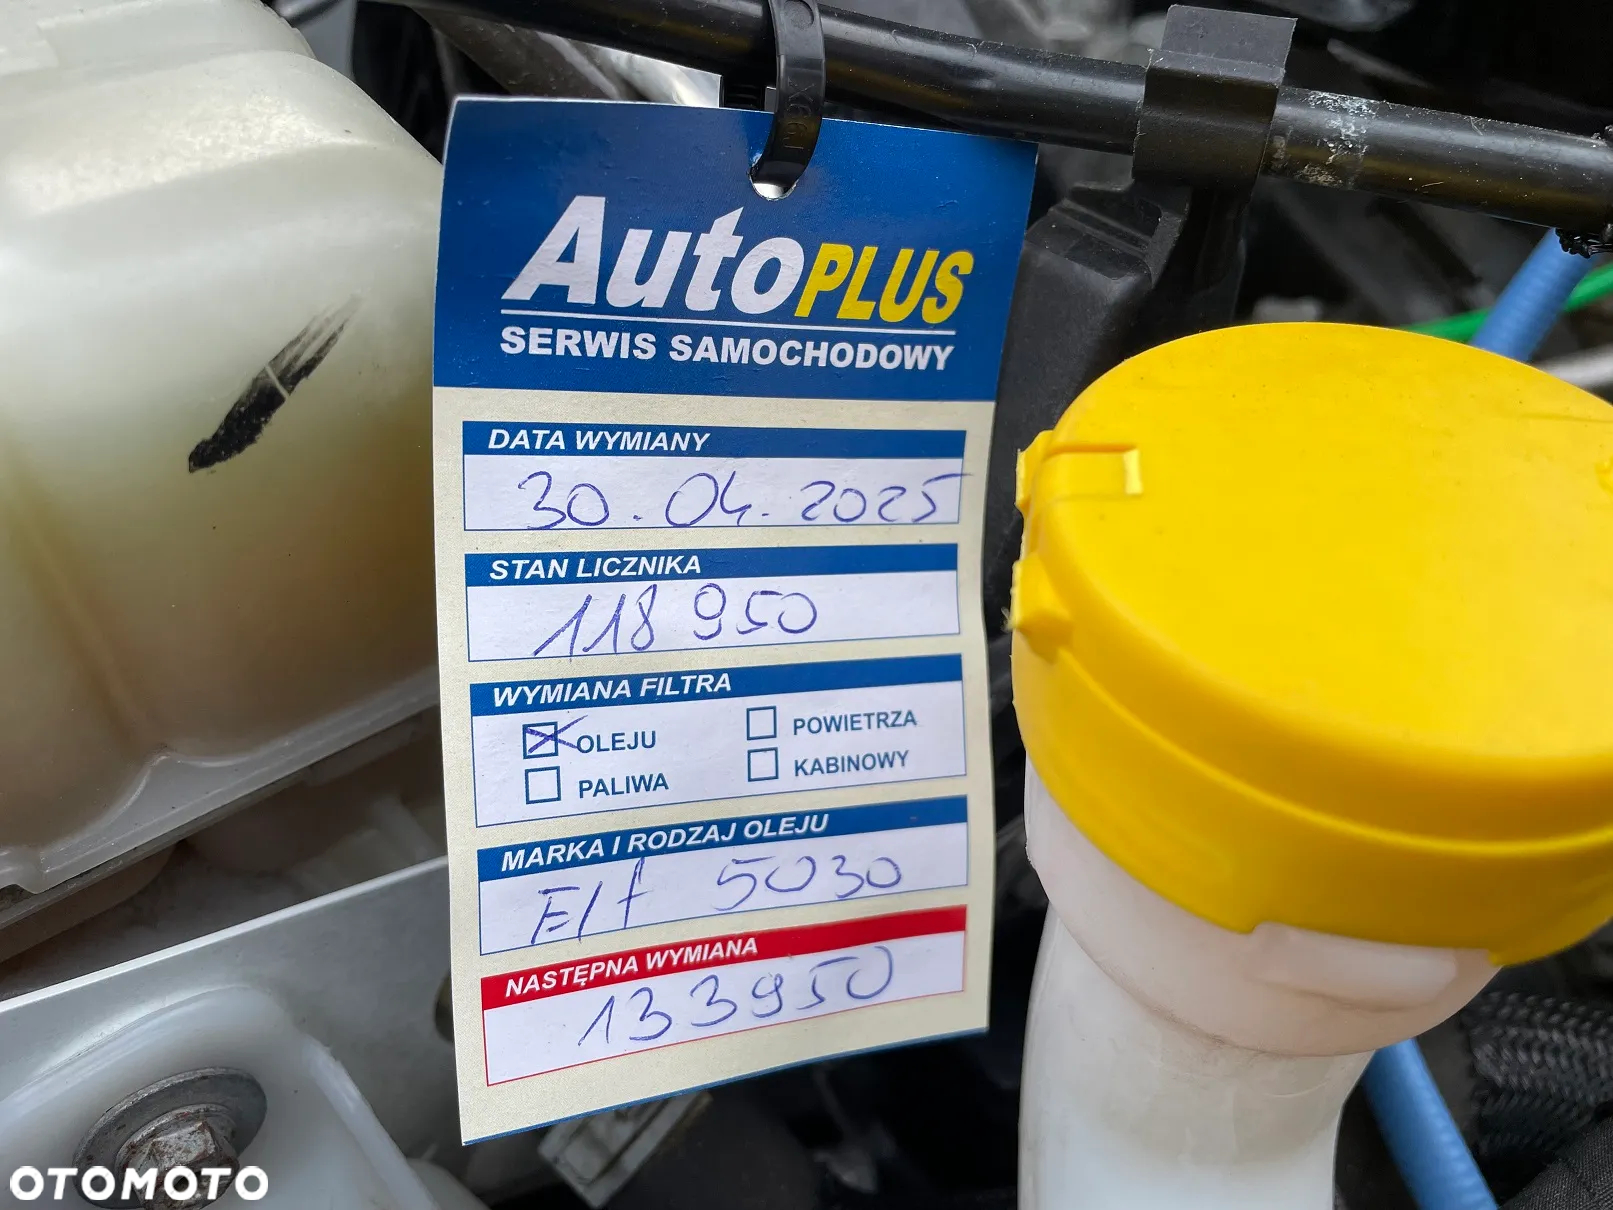 AutoPLUS
SERWIS SAMOCHODOWY
DATA WYMIANY
30.04.2025
STAN LICZNIKA
118 950
WYMIANA FILTRA
OLEJU
POWIETRZA
PALIWA
KABINOWY
MARKA I RODZAJ OLEJU
Elf 5030
NASTĘPNA WYMIANA
133950
OTOMOTO